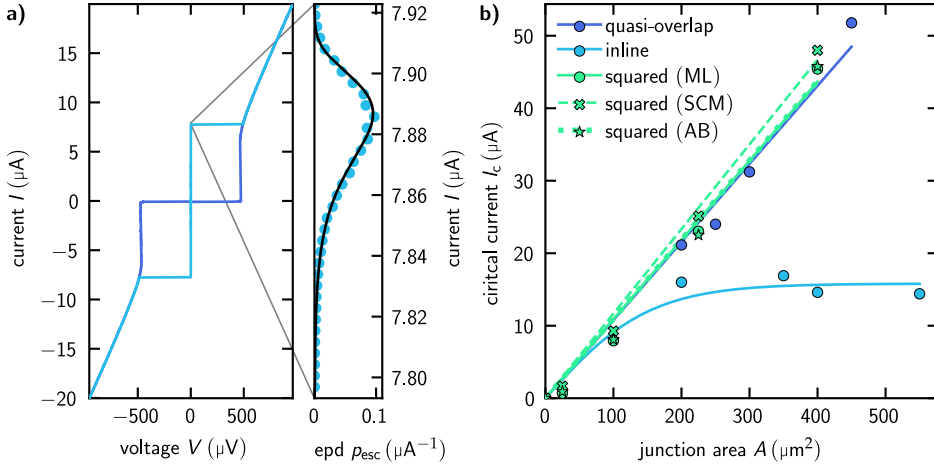 a)
15
10
5
0
−5
−10
−15
−20
current I (μA)
−500
0
500
voltage V (μV)
0
0.1
epd pesc (μA−1)
7.92
7.90
7.88
7.86
7.84
7.82
7.80
current I (μA)
b)
quasi-overlap
inline
squared (ML)
squared (SCM)
squared (AB)
50
40
30
20
10
0
ciritcal current Ic (μA)
0
100
200
300
400
500
junction area A (μm2)